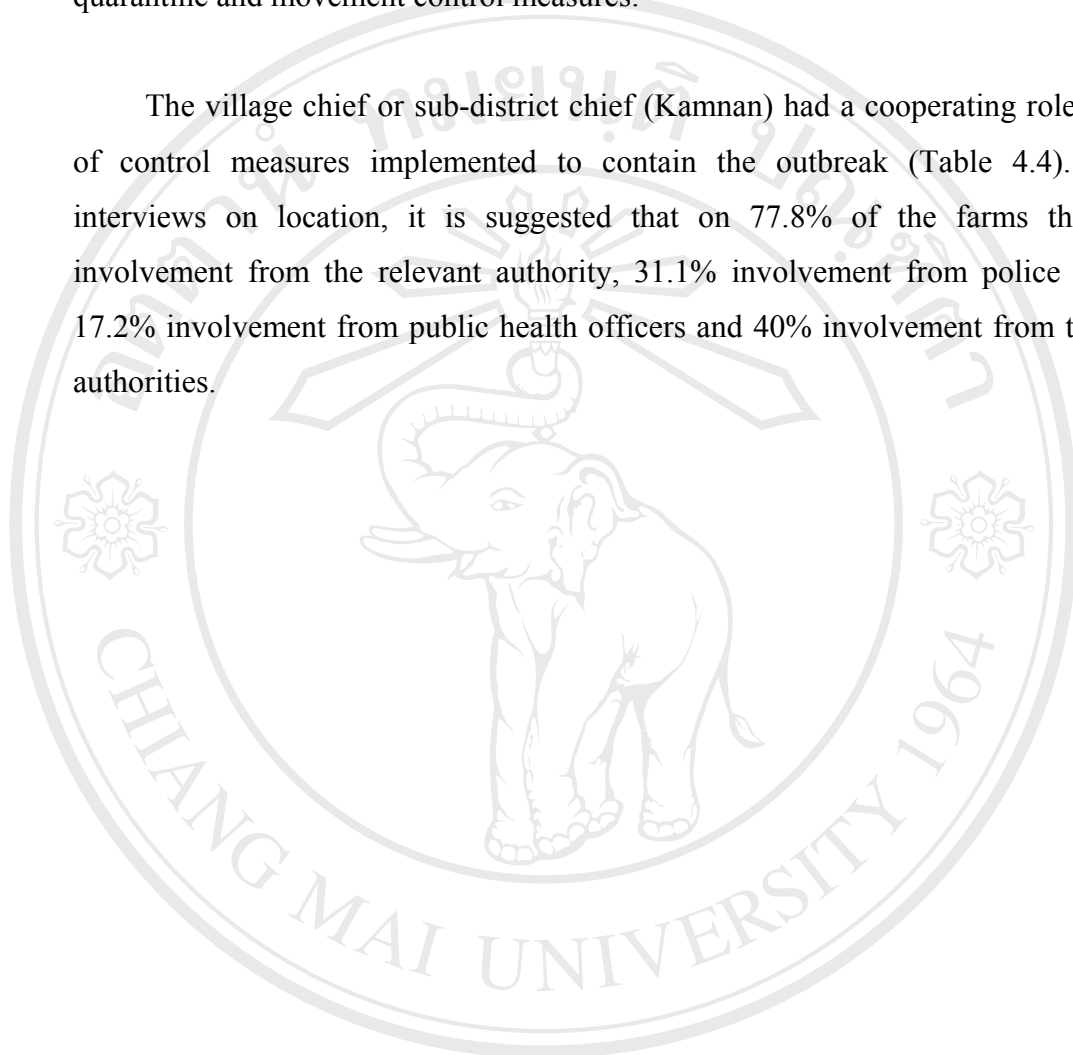 quarantine and movement control measures.
The village chief or sub-district chief (Kamnan) had a cooperating role
of control measures implemented to contain the outbreak (Table 4.4).
interviews on location, it is suggested that on 77.8% of the farms
involvement from the relevant authority, 31.1% involvement from police
17.2% involvement from public health officers and 40% involvement from
authorities.
CHIANG MAI UNIVERSITY 1964